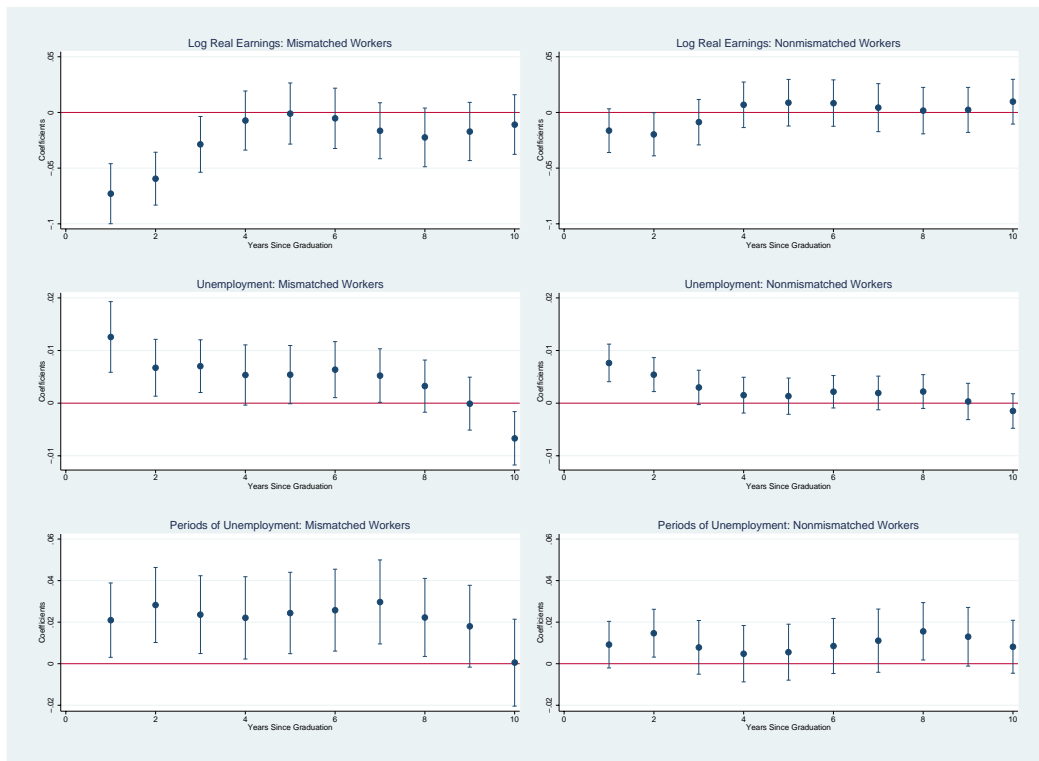 Log Real Earnings: Mismatched Workers
Coefficients
.05
0
−.05
−.1
0 2 4 6 8 10
Years Since Graduation
Log Real Earnings: Nonmismatched Workers
Coefficients
.05
0
−.05
−.1
0 2 4 6 8 10
Years Since Graduation
Unemployment: Mismatched Workers
Coefficients
.02
.01
0
−.01
0 2 4 6 8 10
Years Since Graduation
Unemployment: Nonmismatched Workers
Coefficients
.02
.01
0
−.01
0 2 4 6 8 10
Years Since Graduation
Periods of Unemployment: Mismatched Workers
Coefficients
.06
.04
.02
0
−.02
0 2 4 6 8 10
Years Since Graduation
Periods of Unemployment: Nonmismatched Workers
Coefficients
.06
.04
.02
0
−.02
0 2 4 6 8 10
Years Since Graduation